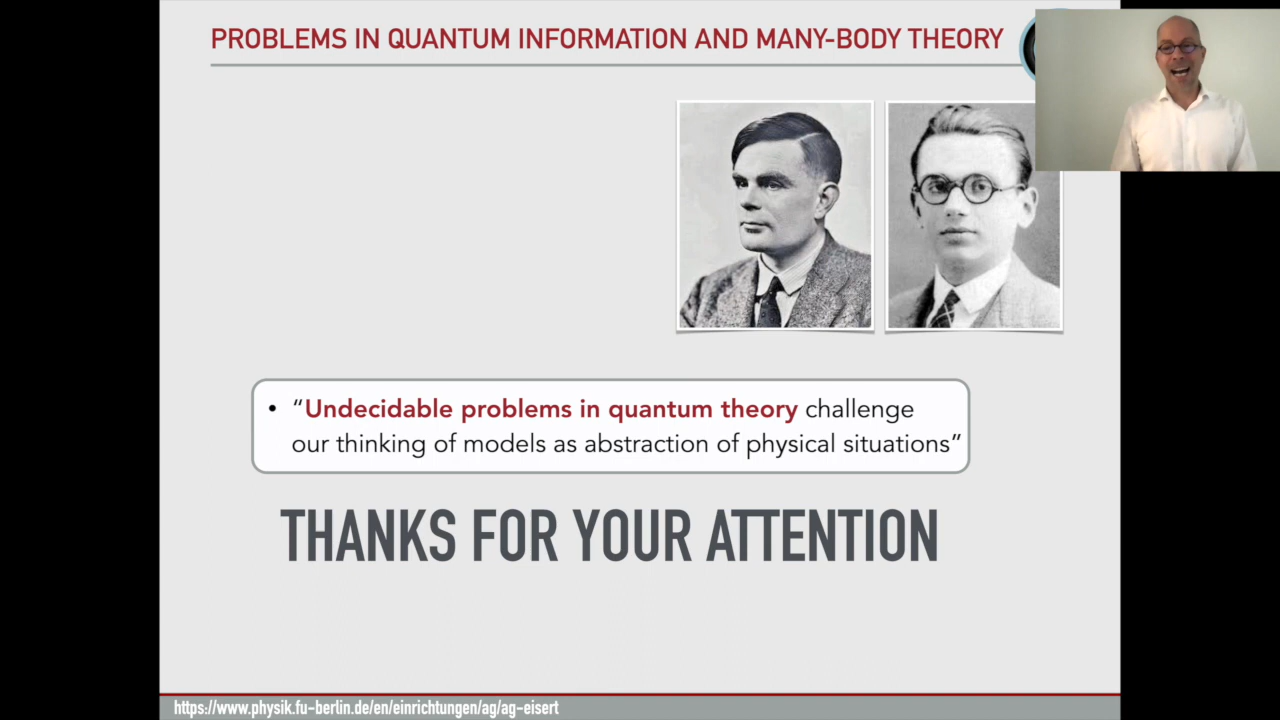 PROBLEMS IN QUANTUM INFORMATION AND MANY-BODY THEORY
• “Undecidable problems in quantum theory challenge
our thinking of models as abstraction of physical situations”
THANKS FOR YOUR ATTENTION
https://www.physik.fu-berlin.de/en/einrichtungen/ag/ag-eisert